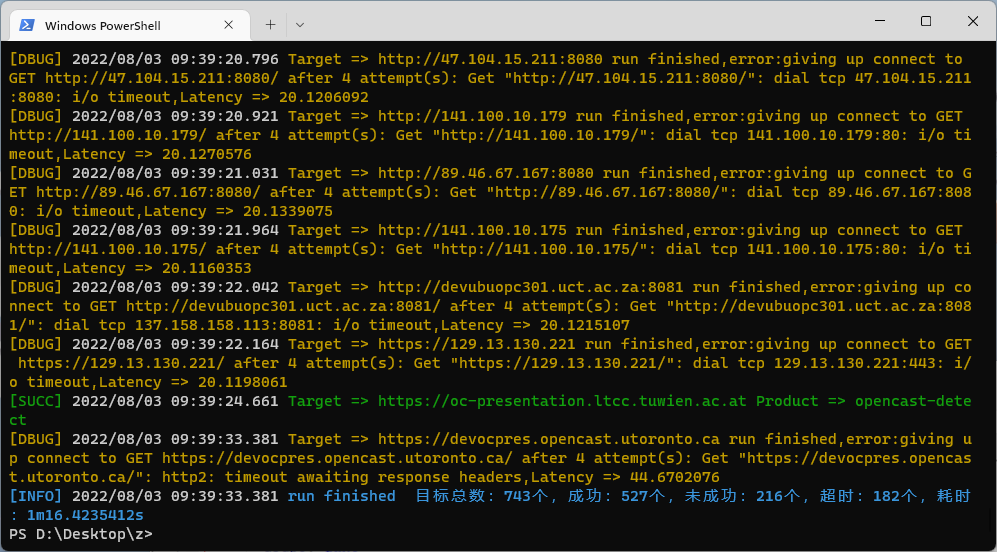 Windows PowerShell
[DBUG] 2022/08/03 09:39:20.796 Target => http://47.104.15.211:8080 run finished,error:giving up connect to
GET http://47.104.15.211:8080/ after 4 attempt(s): Get "http://47.104.15.211:8080/": dial tcp 47.104.15.211
:8080: i/o timeout,Latency => 20.1206092
[DBUG] 2022/08/03 09:39:20.921 Target => http://141.100.10.179 run finished,error:giving up connect to GET
http://141.100.10.179/ after 4 attempt(s): Get "http://141.100.10.179/": dial tcp 141.100.10.179:80: i/o ti
meout,Latency => 20.1270576
[DBUG] 2022/08/03 09:39:21.031 Target => http://89.46.67.167:8080 run finished,error:giving up connect to G
ET http://89.46.67.167:8080/ after 4 attempt(s): Get "http://89.46.67.167:8080/": dial tcp 89.46.67.167:808
0: i/o timeout,Latency => 20.1339075
[DBUG] 2022/08/03 09:39:21.964 Target => http://141.100.10.175 run finished,error:giving up connect to GET
http://141.100.10.175/ after 4 attempt(s): Get "http://141.100.10.175/": dial tcp 141.100.10.175:80: i/o ti
meout,Latency => 20.1160353
[DBUG] 2022/08/03 09:39:22.042 Target => http://devubuopc301.uct.ac.za:8081 run finished,error:giving up co
nnect to GET http://devubuopc301.uct.ac.za:8081/ after 4 attempt(s): Get "http://devubuopc301.uct.ac.za:808
1/": dial tcp 137.158.158.113:8081: i/o timeout,Latency => 20.1215107
[DBUG] 2022/08/03 09:39:22.164 Target => https://129.13.130.221 run finished,error:giving up connect to GET
https://129.13.130.221/ after 4 attempt(s): Get "https://129.13.130.221/": dial tcp 129.13.130.221:443: i/
o timeout,Latency => 20.1198061
[SUCC] 2022/08/03 09:39:24.661 Target => https://oc-presentation.ltcc.tuwien.ac.at Product => opencast-dete
ct
[DBUG] 2022/08/03 09:39:33.381 Target => https://devocpres.opencast.utoronto.ca run finished,error:giving u
p connect to GET https://devocpres.opencast.utoronto.ca/ after 4 attempt(s): Get "https://devocpres.opencas
t.utoronto.ca/": http2: timeout awaiting response headers,Latency => 44.6702076
[INFO] 2022/08/03 09:39:33.381 run finished  目标总数: 743个, 成功: 527个, 未成功: 216个, 超时: 182个, 耗时
: 1m16.4235412s
PS D:\Desktop\z>